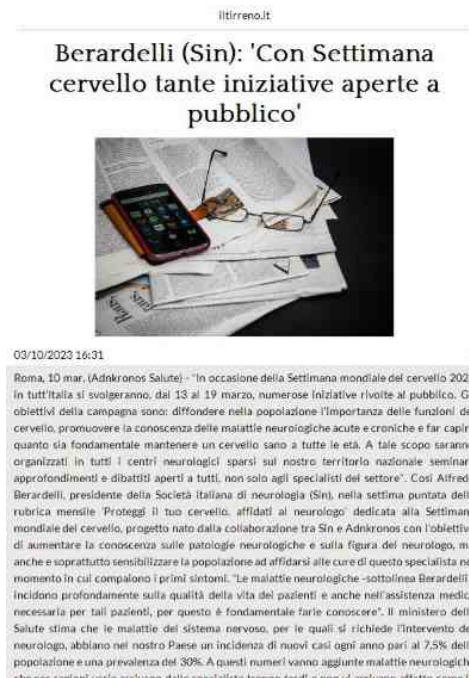 iltirreno.it
Berardelli (Sin): 'Con Settimana
cervello tante iniziative aperte a
pubblico'
03/10/2023 16:31
Roma, 10 mar. (Adnkronos Salute) - "In occasione della Settimana mondiale del cervello 202
in tutt'Italia si svolgeranno, dal 13 al 19 marzo, numerose iniziative rivolte al pubblico. G
obiettivi della campagna sono: diffondere nella popolazione l'importanza delle funzioni de
cervello, promuovere la conoscenza delle malattie neurologiche acute e croniche e far capir
quanto sia fondamentale mantenere un cervello sano a tutte le età. A tale scopo sarann
organizzati in tutti i centri neurologici sparsi sul nostro territorio nazionale seminar
approfondimenti e dibattiti aperti a tutti, non solo agli specialisti del settore". Così Alfred
Berardelli, presidente della Società italiana di neurologia (Sin), nella settima puntata dell
rubrica mensile 'Proteggi il tuo cervello, affidati al neurologo' dedicata alla Settiman
mondiale del cervello, progetto nato dalla collaborazione tra Sin e Adnkronos con l'obiettiv
di aumentare la conoscenza sulle patologie neurologiche e sulla figura del neurologo, m
anche e soprattutto sensibilizzare la popolazione ad affidarsi alle cure di questo specialista ne
momento in cui compaiono i primi sintomi. "Le malattie neurologiche -sottolinea Berardelli
incidono profondamente sulla qualità della vita dei pazienti e anche nell'assistenza medic
necessaria per tali pazienti, per questo è fondamentale farle conoscere". Il ministero dell
Salute stima che le malattie del sistema nervoso, per le quali si richiede l'intervento de
neurologo, abbiano nel nostro Paese un incidenza di nuovi casi ogni anno pari al 7,5% dell
popolazione e una prevalenza del 30%. A questi numeri vanno aggiunte malattie neurologich